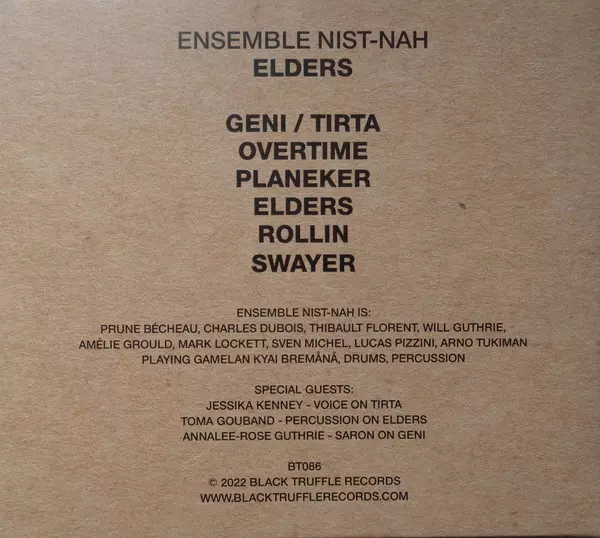 ENSEMBLE NIST-NAH
ELDERS
GENI / TIRTA
OVERTIME
PLANEKER
ELDERS
ROLLIN
SWAYER
ENSEMBLE NIST-NAH IS:
PRUNE BÉCHEAU, CHARLES DUBOIS, THIBAULT FLORENT, WILL GUTHRIE,
AMÉLIE GROULD, MARK LOCKETT, SVEN MICHEL, LUCAS PIZZINI, ARNO TUKIMAN
PLAYING GAMELAN KYAI BREMÅNÅ, DRUMS, PERCUSSION
SPECIAL GUESTS:
JESSIKA KENNEY - VOICE ON TIRTA
TOMA GOUBAND - PERCUSSION ON ELDERS
ANNALEE-ROSE GUTHRIE - SARON ON GENI
BT086
© 2022 BLACK TRUFFLE RECORDS
WWW.BLACKTRUFFLERECORDS.COM